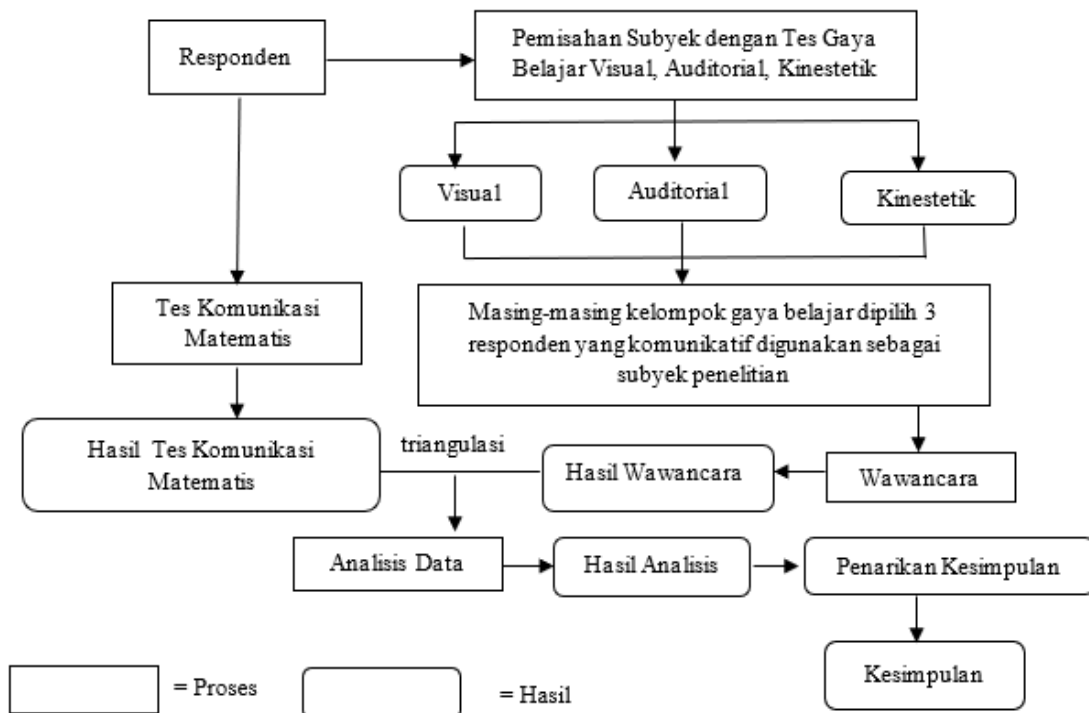 Responden
Pemisahan Subyek dengan Tes Gaya
Belajar Visual, Auditorial, Kinestetik
Visual
Auditorial
Kinestetik
Tes Komunikasi
Matematis
Masing-masing kelompok gaya belajar dipilih 3
responden yang komunikatif digunakan sebagai
subyek penelitian
Hasil Tes Komunikasi
Matematis
triangulasi
Hasil Wawancara
Wawancara
Analisis Data
Hasil Analisis
Penarikan Kesimpulan
Kesimpulan
= Proses
= Hasil